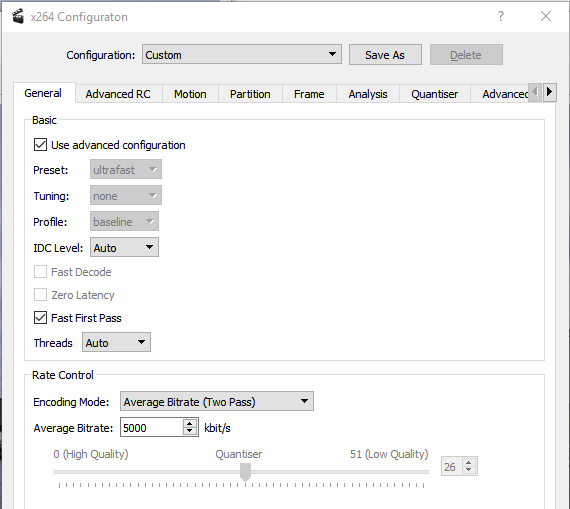 x264 Configuraton
?
Configuration: Custom Save As Delete
General Advanced RC Motion Partition Frame Analysis Quantiser Advanced
Basic
Use advanced configuration
Preset: ultrafast
Tuning: none
Profile: baseline
IDC Level: Auto
Fast Decode
Zero Latency
Fast First Pass
Threads Auto
Rate Control
Encoding Mode: Average Bitrate (Two Pass)
Average Bitrate: 5000 kbit/s
0 (High Quality) Quantiser 51 (Low Quality)
26